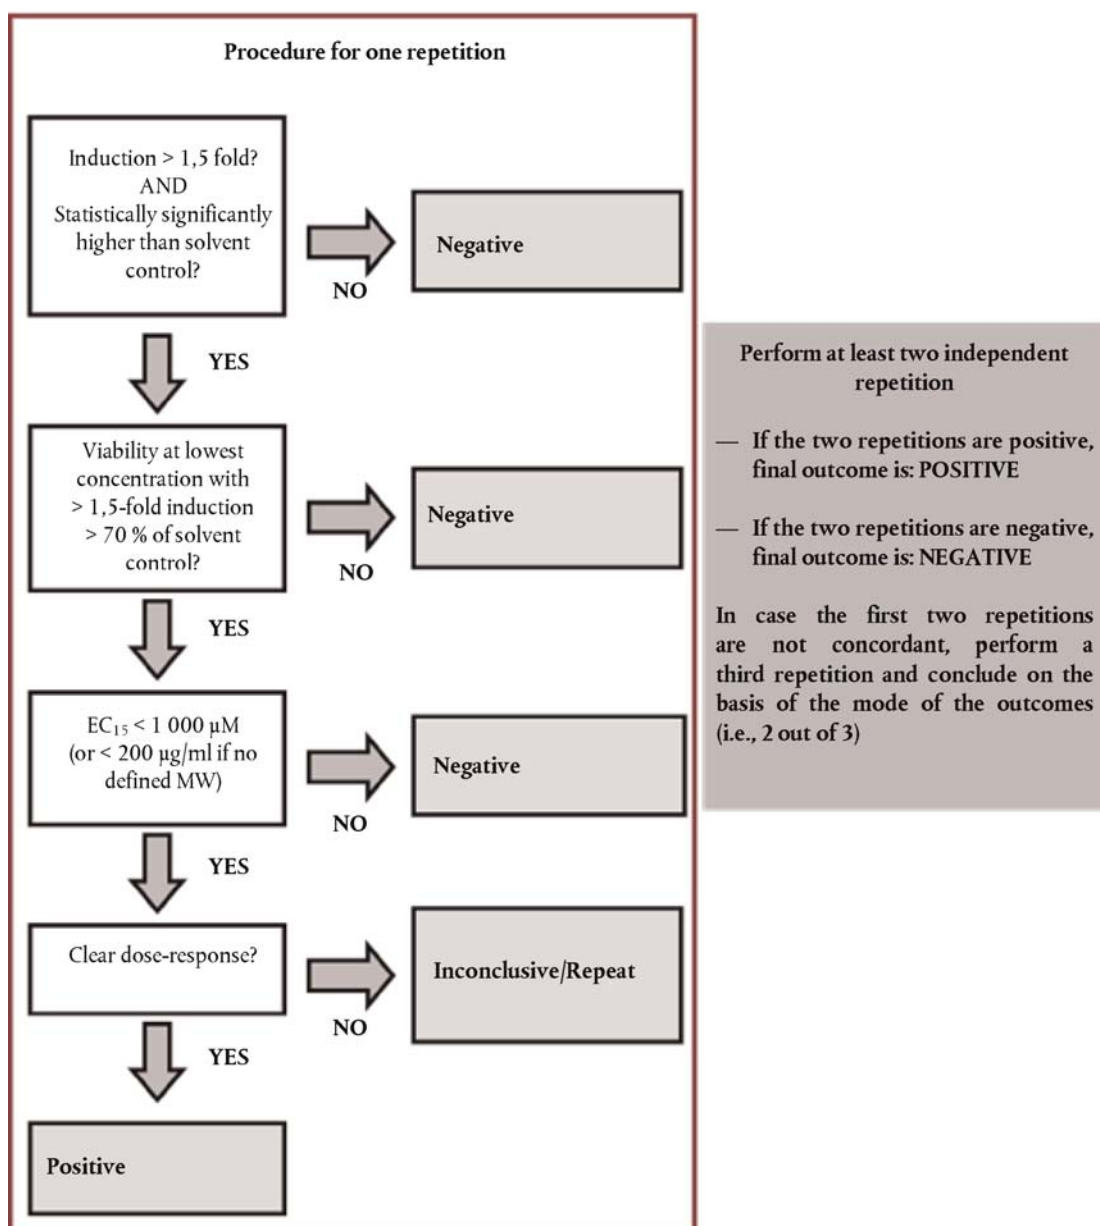 Procedure for one repetition
Induction > 1,5 fold?
AND
Statistically significantly
higher than solvent
control?
NO
Negative
YES
Viability at lowest
concentration with
> 1,5-fold induction
> 70 % of solvent
control?
NO
Negative
YES
EC15 < 1 000 µM
(or < 200 µg/ml if no
defined MW)
NO
Negative
YES
Clear dose-response?
NO
Inconclusive/Repeat
YES
Positive
Perform at least two independent
repetition
— If the two repetitions are positive,
final outcome is: POSITIVE
— If the two repetitions are negative,
final outcome is: NEGATIVE
In case the first two repetitions
are not concordant, perform a
third repetition and conclude on the
basis of the mode of the outcomes
(i.e., 2 out of 3)